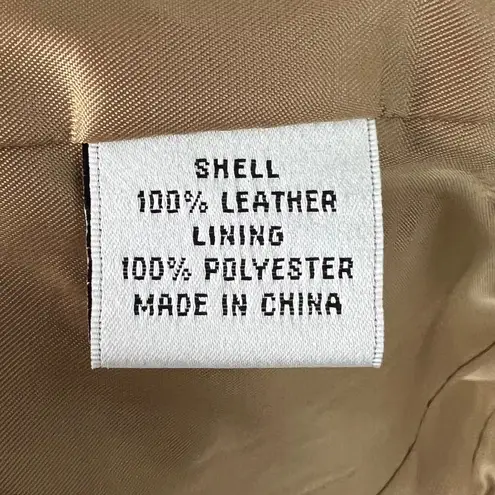 SHELL
100% LEATHER
LINING
100% POLYESTER
MADE IN CHINA